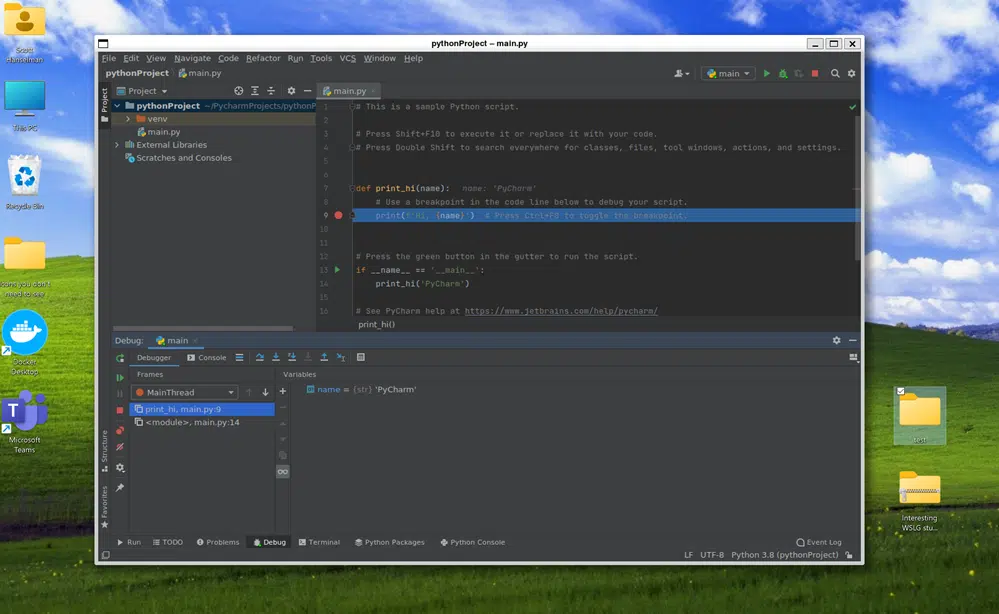 Scott
Hanselman
This PC
Recycle Bin
Icons you don't
need to see
Docker
Desktop
T
Microsoft
Teams
pythonProject – main.py
File Edit View Navigate Code Refactor Run Tools VCS Window Help
pythonProject main.py
main
Project
Project
pythonProject ~/PycharmProjects/pythonP
venv
main.py
External Libraries
Scratches and Consoles
main.py
1 # This is a sample Python script.
2
3 # Press Shift+F10 to execute it or replace it with your code.
4 # Press Double Shift to search everywhere for classes, files, tool windows, actions, and settings.
5
6
7 def print_hi(name): name: 'PyCharm'
8 # Use a breakpoint in the code line below to debug your script.
9 print(f'Hi, {name}') # Press Ctrl+F8 to toggle the breakpoint.
10
11
12 # Press the green button in the gutter to run the script.
13 if __name__ == '__main__':
14 print_hi('PyCharm')
15
16 # See PyCharm help at https://www.jetbrains.com/help/pycharm/
print_hi()
Debug: main
Debugger Console
Frames
Variables
MainThread
print_hi, main.py:9
<module>, main.py:14
name = {str} 'PyCharm'
Structure
Favorites
Run TODO Problems Debug Terminal Python Packages Python Console Event Log
LF UTF-8 Python 3.8 (pythonProject)
Interesting
WSLG stu...